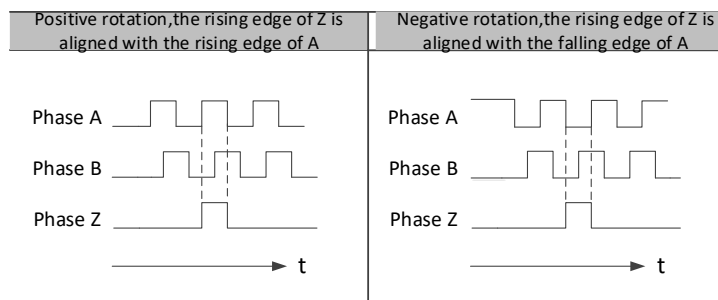 Positive rotation,the rising edge of Z is
aligned with the rising edge of A
Negative rotation,the rising edge of Z is
aligned with the falling edge of A
Phase A
Phase B
Phase Z
t
Phase A
Phase B
Phase Z
t